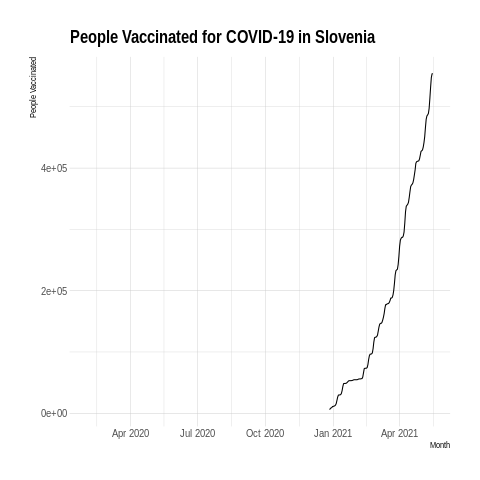 People Vaccinated for COVID-19 in Slovenia
People Vaccinated
4e+05
2e+05
0e+00
Apr 2020 Jul 2020 Oct 2020 Jan 2021 Apr 2021
Month